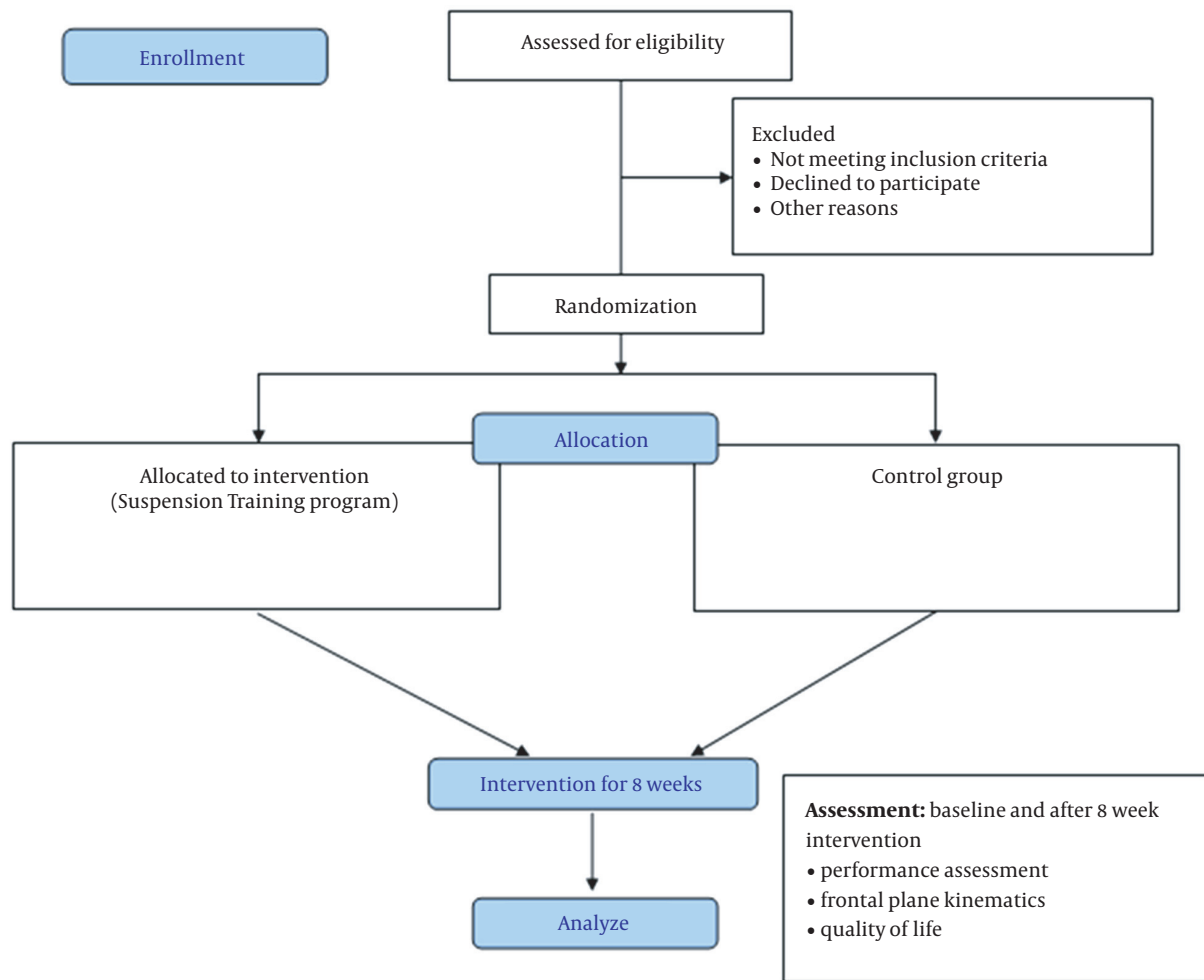 Enrollment
Assessed for eligibility
Excluded
• Not meeting inclusion criteria
• Declined to participate
• Other reasons
Randomization
Allocation
Allocated to intervention
(Suspension Training program)
Control group
Intervention for 8 weeks
Assessment: baseline and after 8 week
intervention
• performance assessment
• frontal plane kinematics
• quality of life
Analyze